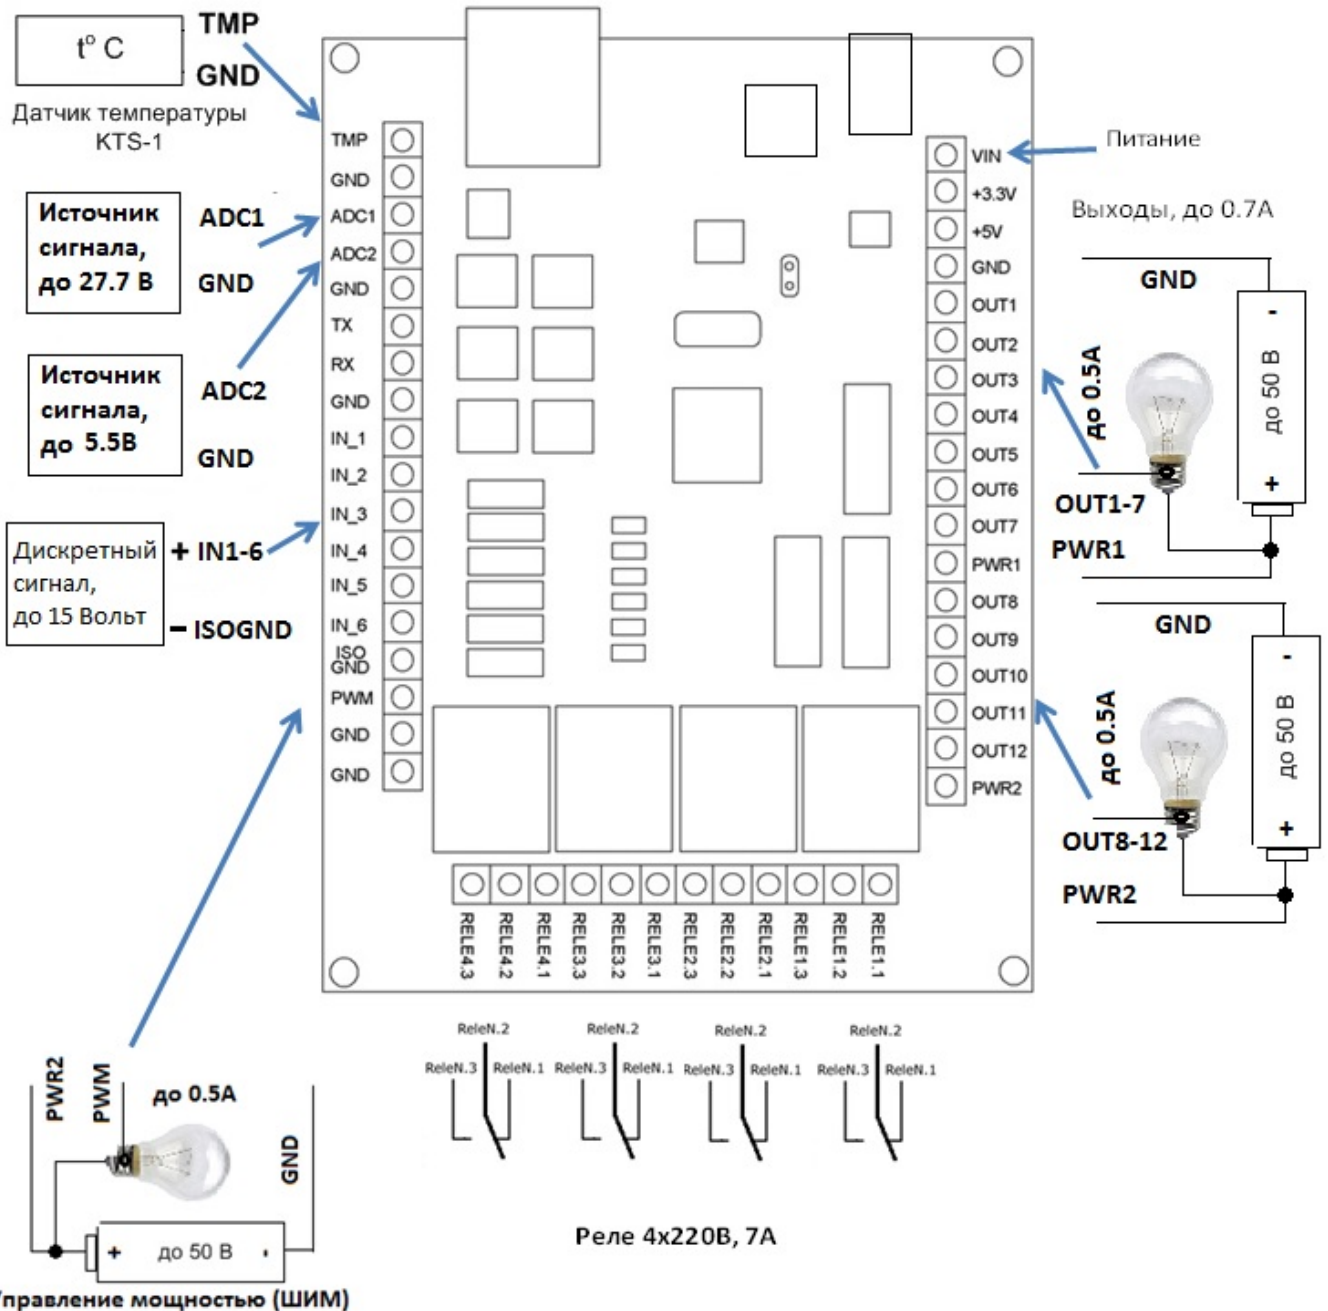 TMP
t° C
GND
Датчик температуры
KTS-1
Источник
сигнала,
до 27.7 В
ADC1
GND
Источник
сигнала,
до 5.5В
ADC2
GND
Дискретный
сигнал,
до 15 Вольт
+ IN1-6
– ISOGND
TMP
GND
ADC1
ADC2
GND
TX
RX
GND
IN_1
IN_2
IN_3
IN_4
IN_5
IN_6
ISO
GND
PWM
GND
GND
VIN
+3.3V
+5V
GND
OUT1
OUT2
OUT3
OUT4
OUT5
OUT6
OUT7
PWR1
OUT8
OUT9
OUT10
OUT11
OUT12
PWR2
Питание
Выходы, до 0.7А
GND
-
до 50 В
+
до 0.5А
OUT1-7
PWR1
GND
-
до 50 В
+
до 0.5А
OUT8-12
PWR2
RELE4.3
RELE4.2
RELE4.1
RELE3.3
RELE3.2
RELE3.1
RELE2.3
RELE2.2
RELE2.1
RELE1.3
RELE1.2
RELE1.1
ReleN.2
ReleN.3
ReleN.1
ReleN.2
ReleN.3
ReleN.1
ReleN.2
ReleN.3
ReleN.1
ReleN.2
ReleN.3
ReleN.1
Реле 4х220В, 7А
PWR2
PWM
до 0.5А
GND
+ до 50 В -
Управление мощностью (ШИМ)